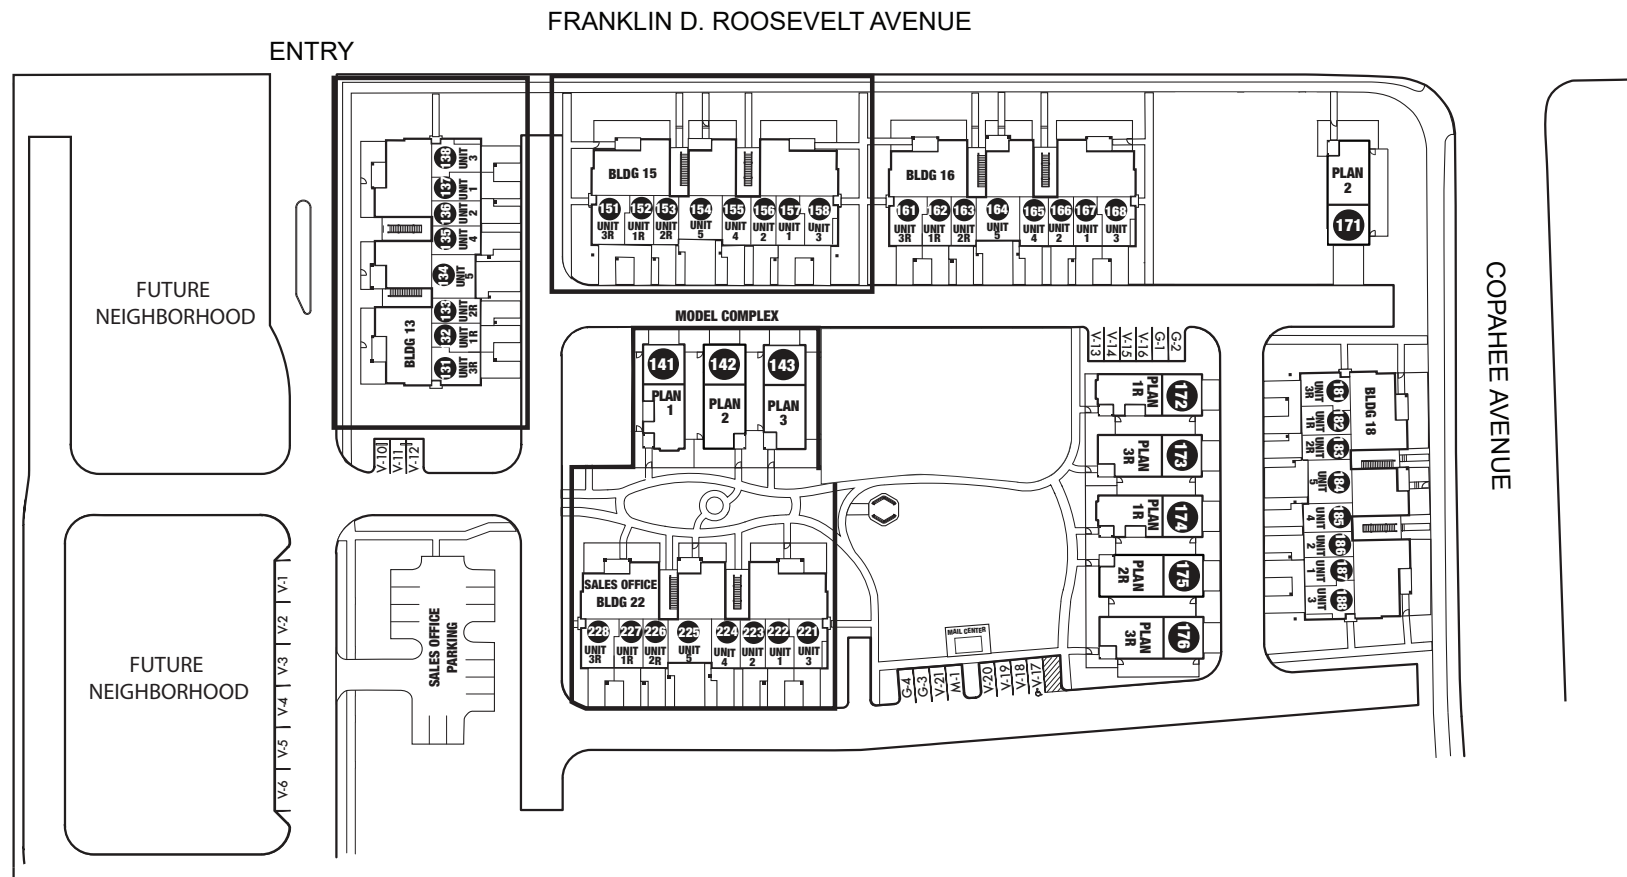 FRANKLIN D. ROOSEVELT AVENUE
ENTRY
FUTURE
NEIGHBORHOOD
138
UNIT
3
137
UNIT
1
136
UNIT
2
135
UNIT
4
134
UNIT
5
133
UNIT
2R
132
UNIT
1R
131
UNIT
3R
BLDG 13
V-10
V-11
V-12
BLDG 15
151
UNIT
3R
152
UNIT
1R
153
UNIT
2R
154
UNIT
5
155
UNIT
4
156
UNIT
2
157
UNIT
1
158
UNIT
3
BLDG 16
161
UNIT
3R
162
UNIT
1R
163
UNIT
2R
164
UNIT
5
165
UNIT
4
166
UNIT
2
167
UNIT
1
168
UNIT
3
PLAN
2
171
COPAHEE AVENUE
MODEL COMPLEX
141
PLAN
1
142
PLAN
2
143
PLAN
3
V-13
V-14
V-15
V-16
G-1
G-2
172
PLAN
1R
173
PLAN
3R
174
PLAN
1R
175
PLAN
2R
176
PLAN
3R
BLDG 18
181
UNIT
3R
182
UNIT
1R
183
UNIT
2R
184
UNIT
5
185
UNIT
4
186
UNIT
2
187
UNIT
1
188
UNIT
3
FUTURE
NEIGHBORHOOD
V-1
V-2
V-3
V-4
V-5
V-6
SALES OFFICE
PARKING
SALES OFFICE
BLDG 22
228
UNIT
3R
227
UNIT
1R
226
UNIT
2R
225
UNIT
5
224
UNIT
4
223
UNIT
2
222
UNIT
1
221
UNIT
3
MAIL CENTER
G-4
G-3
V-21
M-1
V-20
V-19
V-18
V-17